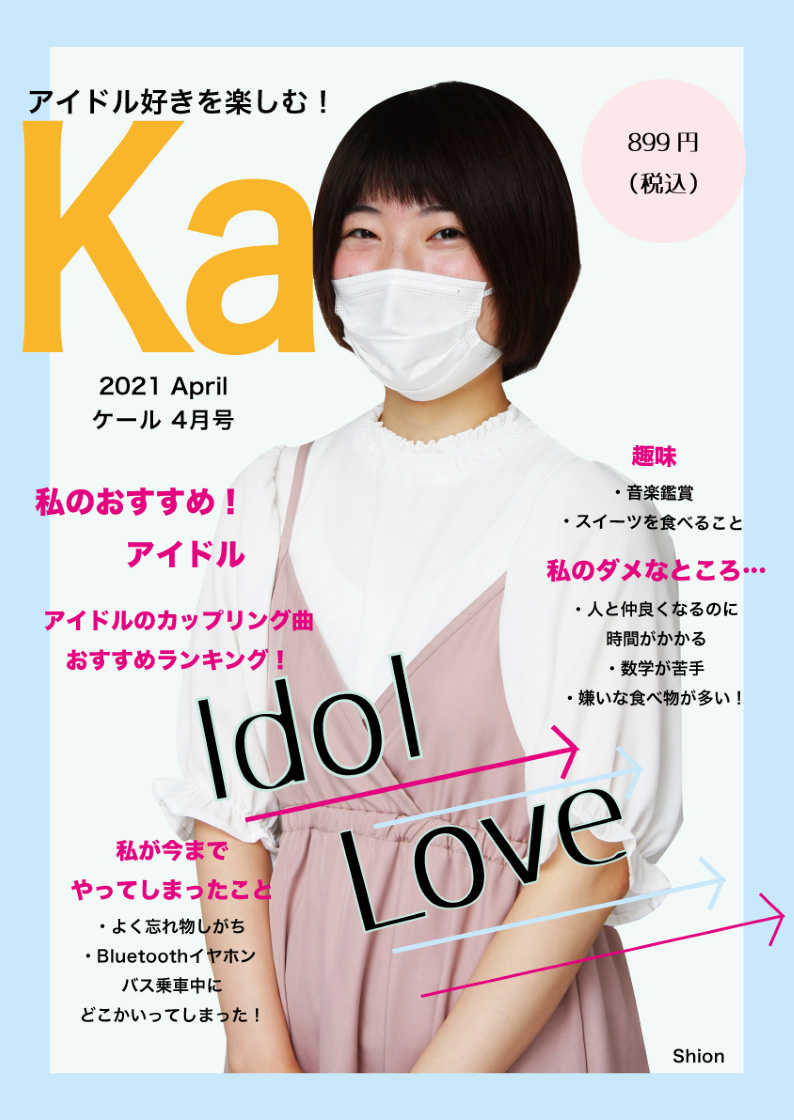 アイドル好きを楽しむ！
Ka
899 円
（税込）
2021 April
ケール 4月号
私のおすすめ！
アイドル
アイドルのカップリング曲
おすすめランキング！
趣味
・音楽鑑賞
・スイーツを食べること
私のダメなところ…
・人と仲良くなるのに
時間がかかる
・数学が苦手
・嫌いな食べ物が多い！
Idol
Love
私が今まで
やってしまったこと
・よく忘れ物しがち
・Bluetoothイヤホン
バス乗車中に
どこかいってしまった！
Shion